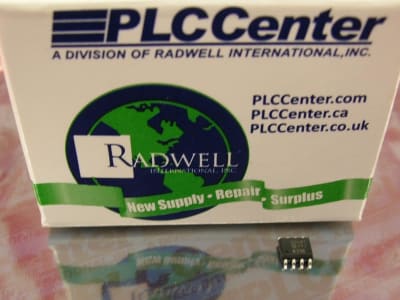 PLCCenter
A DIVISION OF RADWELL INTERNATIONAL, INC.
PLCCenter.com
PLCCenter.ca
PLCCenter.co.uk
RADWELL
INTERNATIONAL, INC.
New Supply • Repair • Surplus